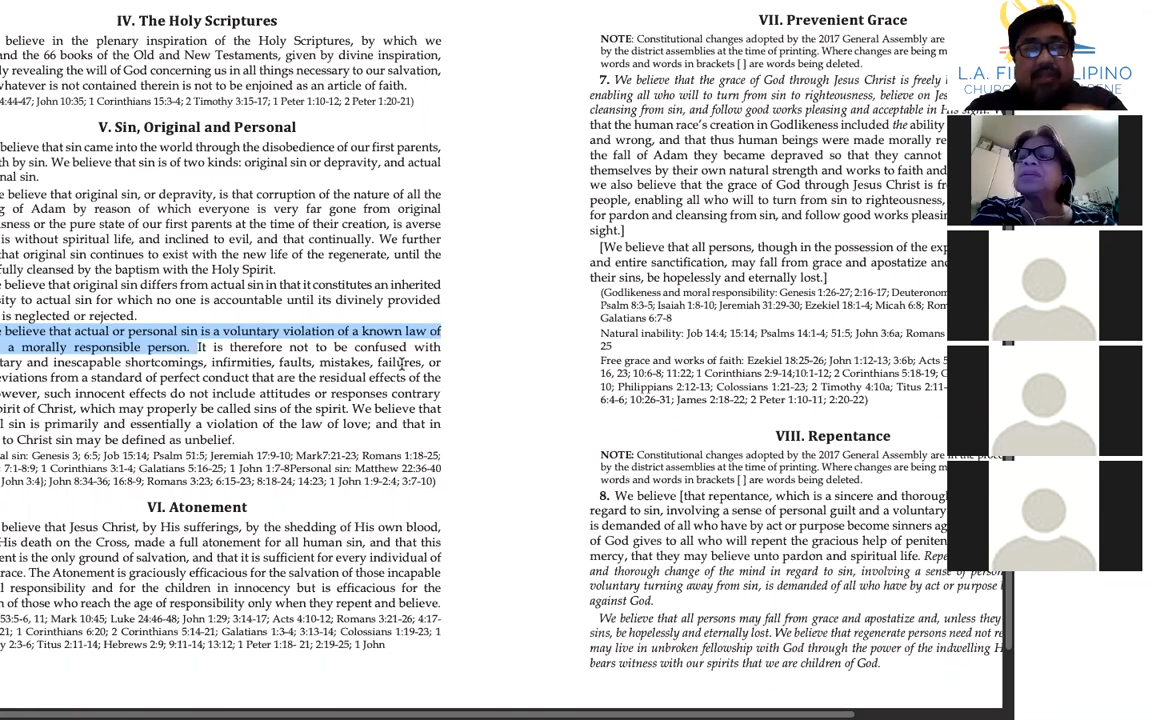 IV. The Holy Scriptures
believe in the plenary inspiration of the Holy Scriptures, by which we
and the 66 books of the Old and New Testaments, given by divine inspiration,
ly revealing the will of God concerning us in all things necessary to our salvation,
whatever is not contained therein is not to be enjoined as an article of faith.
4:44-47; John 10:35; 1 Corinthians 15:3-4; 2 Timothy 3:15-17; 1 Peter 1:10-12; 2 Peter 1:20-21)
V. Sin, Original and Personal
believe that sin came into the world through the disobedience of our first parents,
th by sin. We believe that sin is of two kinds: original sin or depravity, and actual
nal sin.
e believe that original sin, or depravity, is that corruption of the nature of all the
g of Adam by reason of which everyone is very far gone from original
sness or the pure state of our first parents at the time of their creation, is averse
is without spiritual life, and inclined to evil, and that continually. We further
that original sin continues to exist with the new life of the regenerate, until the
fully cleansed by the baptism with the Holy Spirit.
e believe that original sin differs from actual sin in that it constitutes an inherited
sity to actual sin for which no one is accountable until its divinely provided
is neglected or rejected.
e believe that actual or personal sin is a voluntary violation of a known law of
a morally responsible person. It is therefore not to be confused with
tary and inescapable shortcomings, infirmities, faults, mistakes, failures, or
eviations from a standard of perfect conduct that are the residual effects of the
owever, such innocent effects do not include attitudes or responses contrary
pirit of Christ, which may properly be called sins of the spirit. We believe that
l sin is primarily and essentially a violation of the law of love; and that in
to Christ sin may be defined as unbelief.
al sin: Genesis 3; 6:5; Job 15:14; Psalm 51:5; Jeremiah 17:9-10; Mark7:21-23; Romans 1:18-25;
7:1-8:9; 1 Corinthians 3:1-4; Galatians 5:16-25; 1 John 1:7-8Personal sin: Matthew 22:36-40
John 3:4]; John 8:34-36; 16:8-9; Romans 3:23; 6:15-23; 8:18-24; 14:23; 1 John 1:9-2:4; 3:7-10)
VI. Atonement
believe that Jesus Christ, by His sufferings, by the shedding of His own blood,
His death on the Cross, made a full atonement for all human sin, and that this
ent is the only ground of salvation, and that it is sufficient for every individual of
race. The Atonement is graciously efficacious for the salvation of those incapable
l responsibility and for the children in innocency but is efficacious for the
n of those who reach the age of responsibility only when they repent and believe.
53:5-6, 11; Mark 10:45; Luke 24:46-48; John 1:29; 3:14-17; Acts 4:10-12; Romans 3:21-26; 4:17-
21; 1 Corinthians 6:20; 2 Corinthians 5:14-21; Galatians 1:3-4; 3:13-14; Colossians 1:19-23; 1
y 2:3-6; Titus 2:11-14; Hebrews 2:9; 9:11-14; 13:12; 1 Peter 1:18- 21; 2:19-25; 1 John
VII. Prevenient Grace
NOTE: Constitutional changes adopted by the 2017 General Assembly are
by the district assemblies at the time of printing. Where changes are being m
words and words in brackets [ ] are words being deleted.
7. We believe that the grace of God through Jesus Christ is freely
enabling all who will to turn from sin to righteousness, believe on Jes
cleansing from sin, and follow good works pleasing and acceptable in His sight.
that the human race's creation in Godlikeness included the ability
and wrong, and that thus human beings were made morally re
the fall of Adam they became depraved so that they cannot
themselves by their own natural strength and works to faith and
we also believe that the grace of God through Jesus Christ is fr
people, enabling all who will to turn from sin to righteousness,
for pardon and cleansing from sin, and follow good works pleasin
sight.]
[We believe that all persons, though in the possession of the exp
and entire sanctification, may fall from grace and apostatize and
their sins, be hopelessly and eternally lost.]
(Godlikeness and moral responsibility: Genesis 1:26-27; 2:16-17; Deuteronom
Psalm 8:3-5; Isaiah 1:8-10; Jeremiah 31:29-30; Ezekiel 18:1-4; Micah 6:8; Rom
Galatians 6:7-8
Natural inability: Job 14:4; 15:14; Psalms 14:1-4; 51:5; John 3:6a; Romans
25
Free grace and works of faith: Ezekiel 18:25-26; John 1:12-13; 3:6b; Acts 5
16, 23; 10:6-8; 11:22; 1 Corinthians 2:9-14;10:1-12; 2 Corinthians 5:18-19; G
10; Philippians 2:12-13; Colossians 1:21-23; 2 Timothy 4:10a; Titus 2:11-
6:4-6; 10:26-31; James 2:18-22; 2 Peter 1:10-11; 2:20-22)
VIII. Repentance
NOTE: Constitutional changes adopted by the 2017 General Assembly are in the proce
by the district assemblies at the time of printing. Where changes are being m
words and words in brackets [ ] are words being deleted.
8. We believe [that repentance, which is a sincere and thorough
regard to sin, involving a sense of personal guilt and a voluntary
is demanded of all who have by act or purpose become sinners ag
of God gives to all who will repent the gracious help of peniten
mercy, that they may believe unto pardon and spiritual life. Repe
and thorough change of the mind in regard to sin, involving a sense of person
voluntary turning away from sin, is demanded of all who have by act or purpose
against God.
We believe that all persons may fall from grace and apostatize and, unless they
sins, be hopelessly and eternally lost. We believe that regenerate persons need not re
may live in unbroken fellowship with God through the power of the indwelling H
bears witness with our spirits that we are children of God.
L.A. FI LIPINO
CHURC ENE